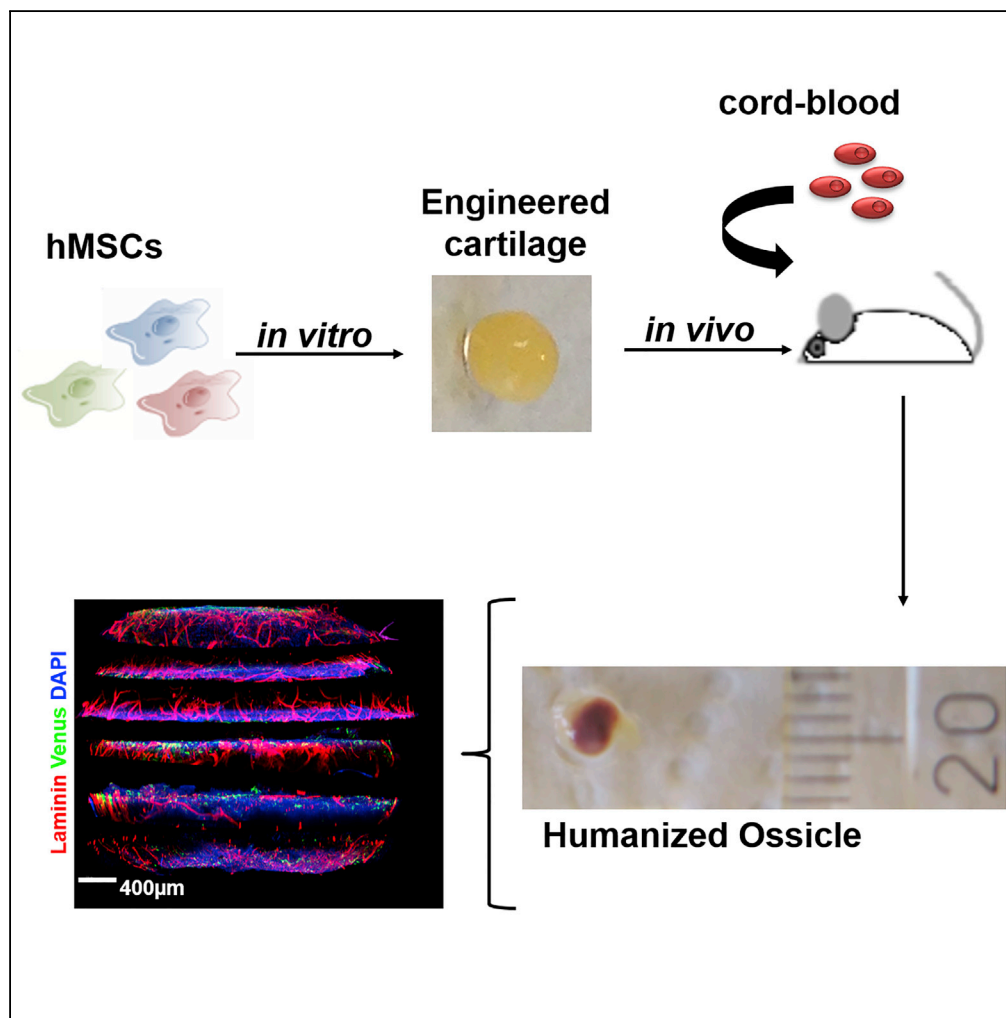 cord-blood
Engineered
cartilage
hMSCs
in vitro
in vivo
Laminin Venus DAPI
400µm
20
Humanized Ossicle